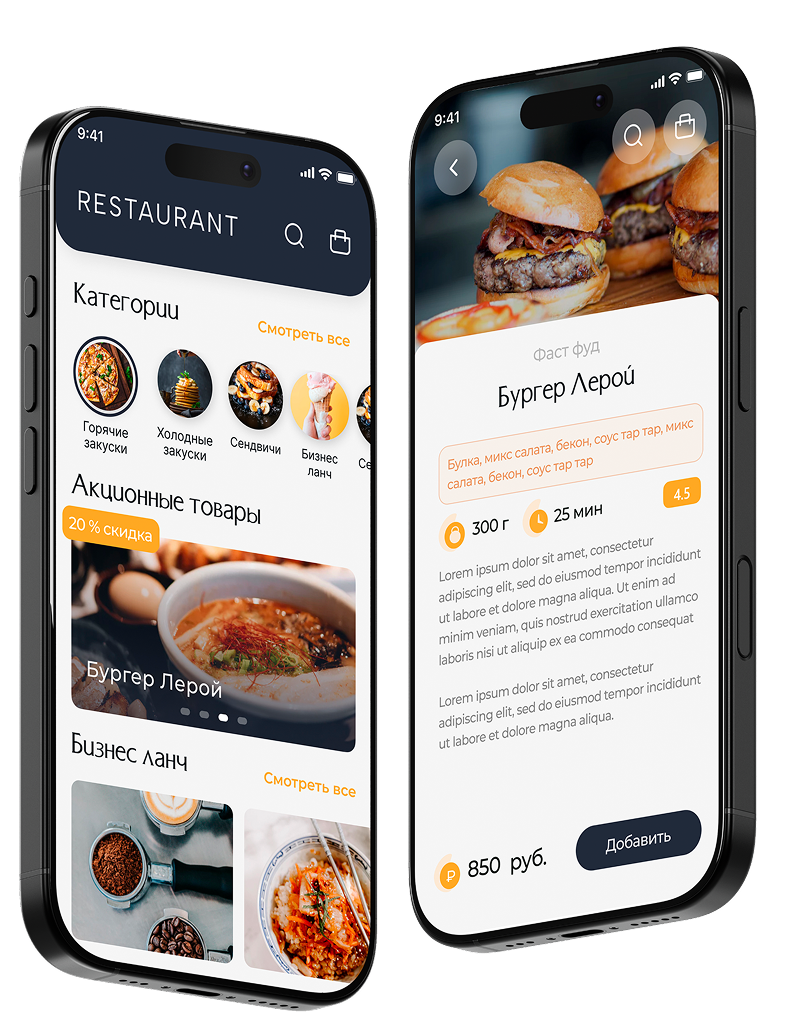 9:41
RESTAURANT
Категории
Смотреть все
Горячие
закуски
Холодные
закуски
Сендвичи
Бизнес
ланч
Се
Акционные товары
20 % скидка
Бургер Лерой
Бизнес ланч
Смотреть все
9:41
Фаст фуд
Бургер Лерой
Булка, микс салата, бекон, соус тар тар, микс
салата, бекон, соус тар тар
300 г
25 мин
4.5
Lorem ipsum dolor sit amet, consectetur
adipiscing elit, sed do eiusmod tempor incididunt
ut labore et dolore magna aliqua. Ut enim ad
minim veniam, quis nostrud exercitation ullamco
laboris nisi ut aliquip ex ea commodo consequat
Lorem ipsum dolor sit amet, consectetur
adipiscing elit, sed do eiusmod tempor incididunt
ut labore et dolore magna aliqua.
₽
850 руб.
Добавить